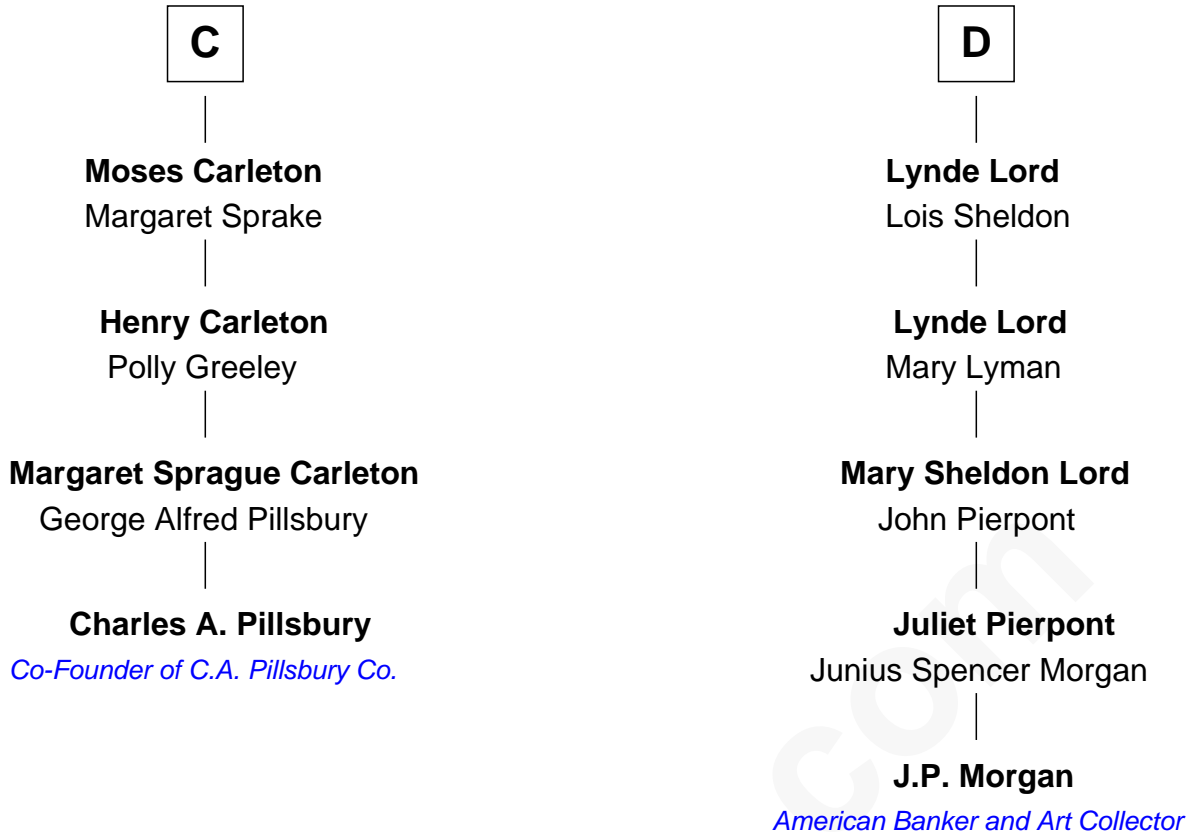 C
Moses Carleton
Margaret Sprake
Henry Carleton
Polly Greeley
Margaret Sprague Carleton
George Alfred Pillsbury
Charles A. Pillsbury
Co-Founder of C.A. Pillsbury Co.
D
Lynde Lord
Lois Sheldon
Lynde Lord
Mary Lyman
Mary Sheldon Lord
John Pierpont
Juliet Pierpont
Junius Spencer Morgan
J.P. Morgan
American Banker and Art Collector
com